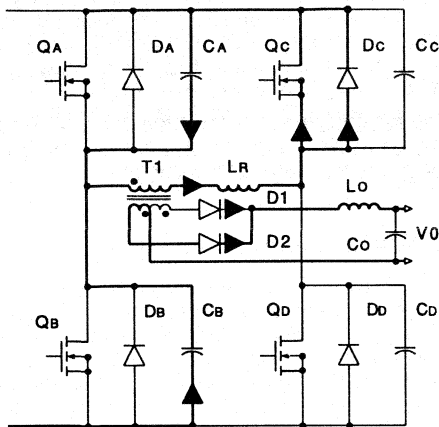 QA DA CA QC DC CC
T1 LR
D1 LO
D2 CO V0
QB DB CB QD DD CD